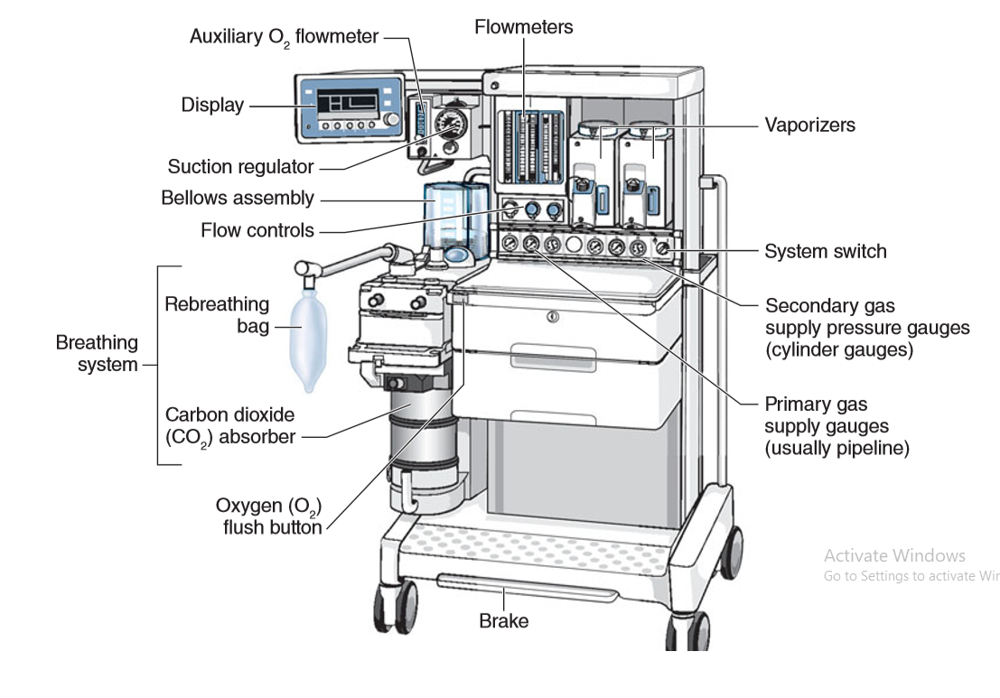 Auxiliary O₂ flowmeter
Flowmeters
Display
Vaporizers
Suction regulator
Bellows assembly
Flow controls
System switch
Rebreathing
bag
Breathing
system
Secondary gas
supply pressure gauges
(cylinder gauges)
Primary gas
supply gauges
(usually pipeline)
Carbon dioxide
(CO₂) absorber
Oxygen (O₂)
flush button
Brake
Activate Windows
Go to Settings to activate Wir